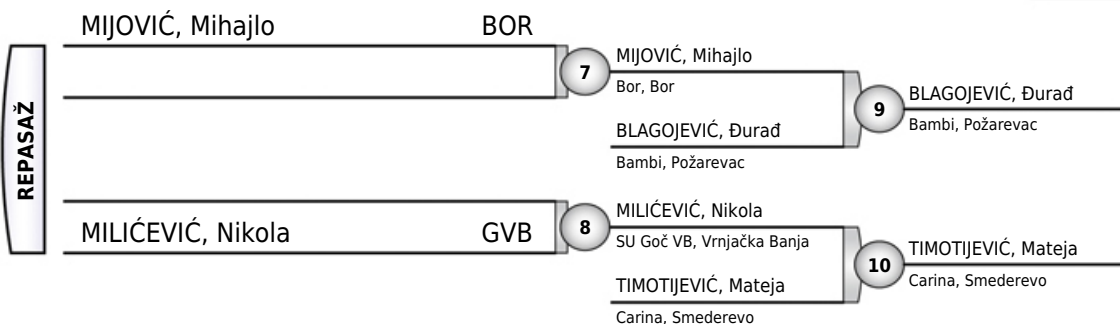 REPASAŽ
MIJOVIĆ, Mihajlo BOR
7
MIJOVIĆ, Mihajlo
Bor, Bor
BLAGOJEVIĆ, Đurađ
Bambi, Požarevac
9
BLAGOJEVIĆ, Đurađ
Bambi, Požarevac
MILIĆEVIĆ, Nikola GVB
8
MILIĆEVIĆ, Nikola
SU Goč VB, Vrnjačka Banja
TIMOTIJEVIĆ, Mateja
Carina, Smederevo
10
TIMOTIJEVIĆ, Mateja
Carina, Smederevo